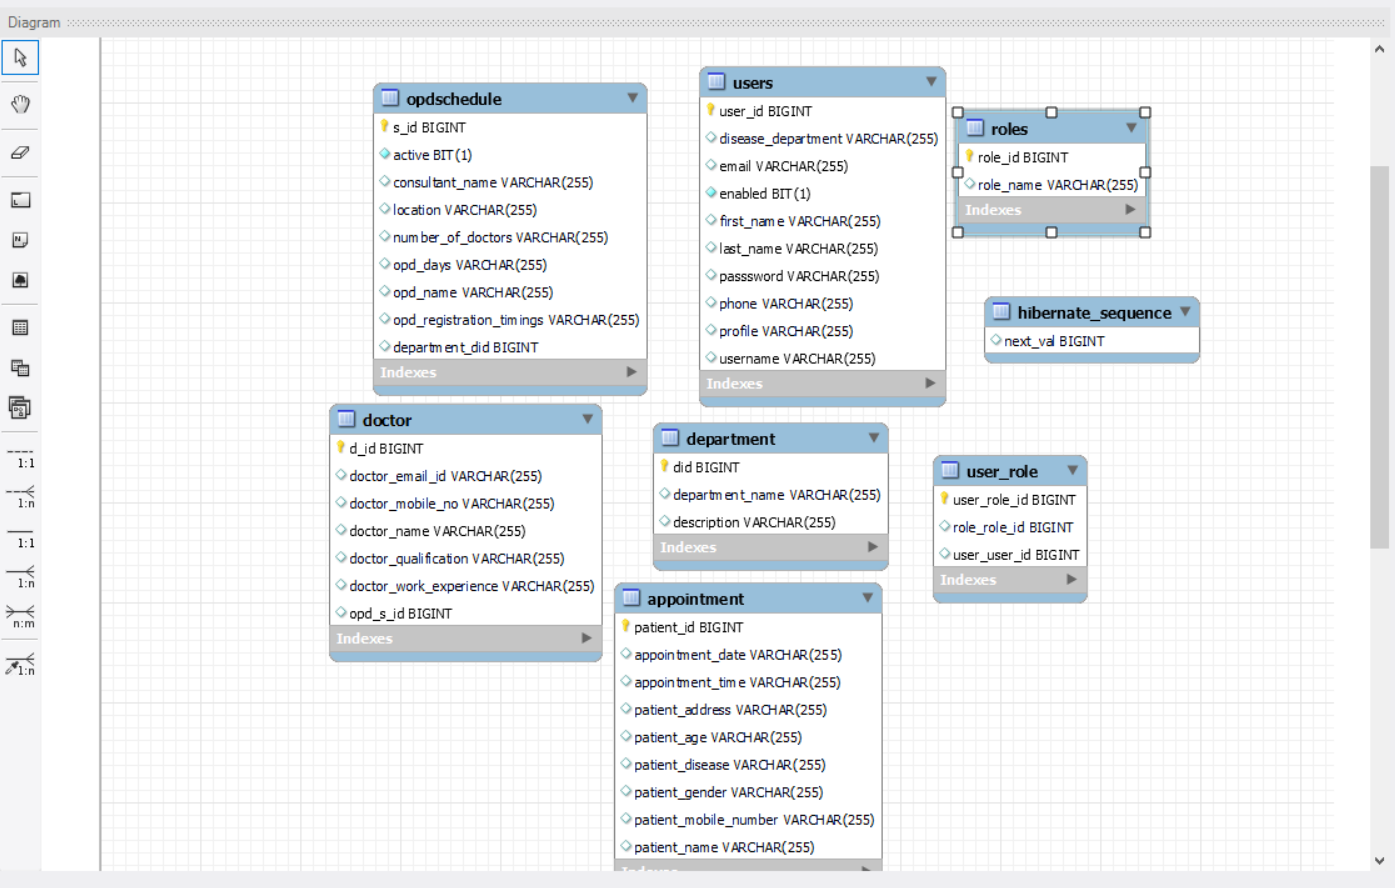 Diagram
1:1
1:n
1:1
1:n
n:m
1:n
opdschedule
s_id BIGINT
active BIT(1)
consultant_name VARCHAR(255)
location VARCHAR(255)
number_of_doctors VARCHAR(255)
opd_days VARCHAR(255)
opd_name VARCHAR(255)
opd_registration_timings VARCHAR(255)
department_did BIGINT
Indexes
users
user_id BIGINT
disease_department VARCHAR(255)
email VARCHAR(255)
enabled BIT(1)
first_name VARCHAR(255)
last_name VARCHAR(255)
passsword VARCHAR(255)
phone VARCHAR(255)
profile VARCHAR(255)
username VARCHAR(255)
Indexes
roles
role_id BIGINT
role_name VARCHAR(255)
Indexes
hibernate_sequence
next_val BIGINT
doctor
d_id BIGINT
doctor_email_id VARCHAR(255)
doctor_mobile_no VARCHAR(255)
doctor_name VARCHAR(255)
doctor_qualification VARCHAR(255)
doctor_work_experience VARCHAR(255)
opd_s_id BIGINT
Indexes
department
did BIGINT
department_name VARCHAR(255)
description VARCHAR(255)
Indexes
user_role
user_role_id BIGINT
role_role_id BIGINT
user_user_id BIGINT
Indexes
appointment
patient_id BIGINT
appointment_date VARCHAR(255)
appointment_time VARCHAR(255)
patient_address VARCHAR(255)
patient_age VARCHAR(255)
patient_disease VARCHAR(255)
patient_gender VARCHAR(255)
patient_mobile_number VARCHAR(255)
patient_name VARCHAR(255)